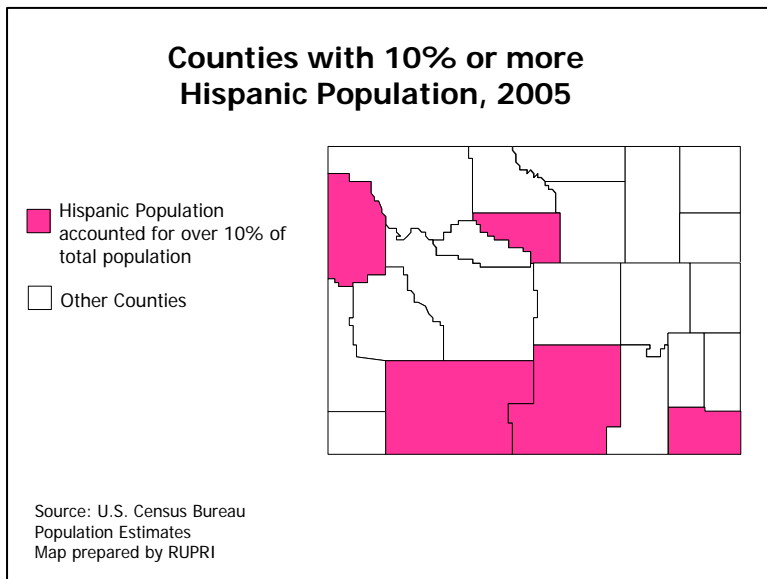 Counties with 10% or more
Hispanic Population, 2005
Hispanic Population
accounted for over 10% of
total population
Other Counties
Source: U.S. Census Bureau
Population Estimates
Map prepared by RUPRI